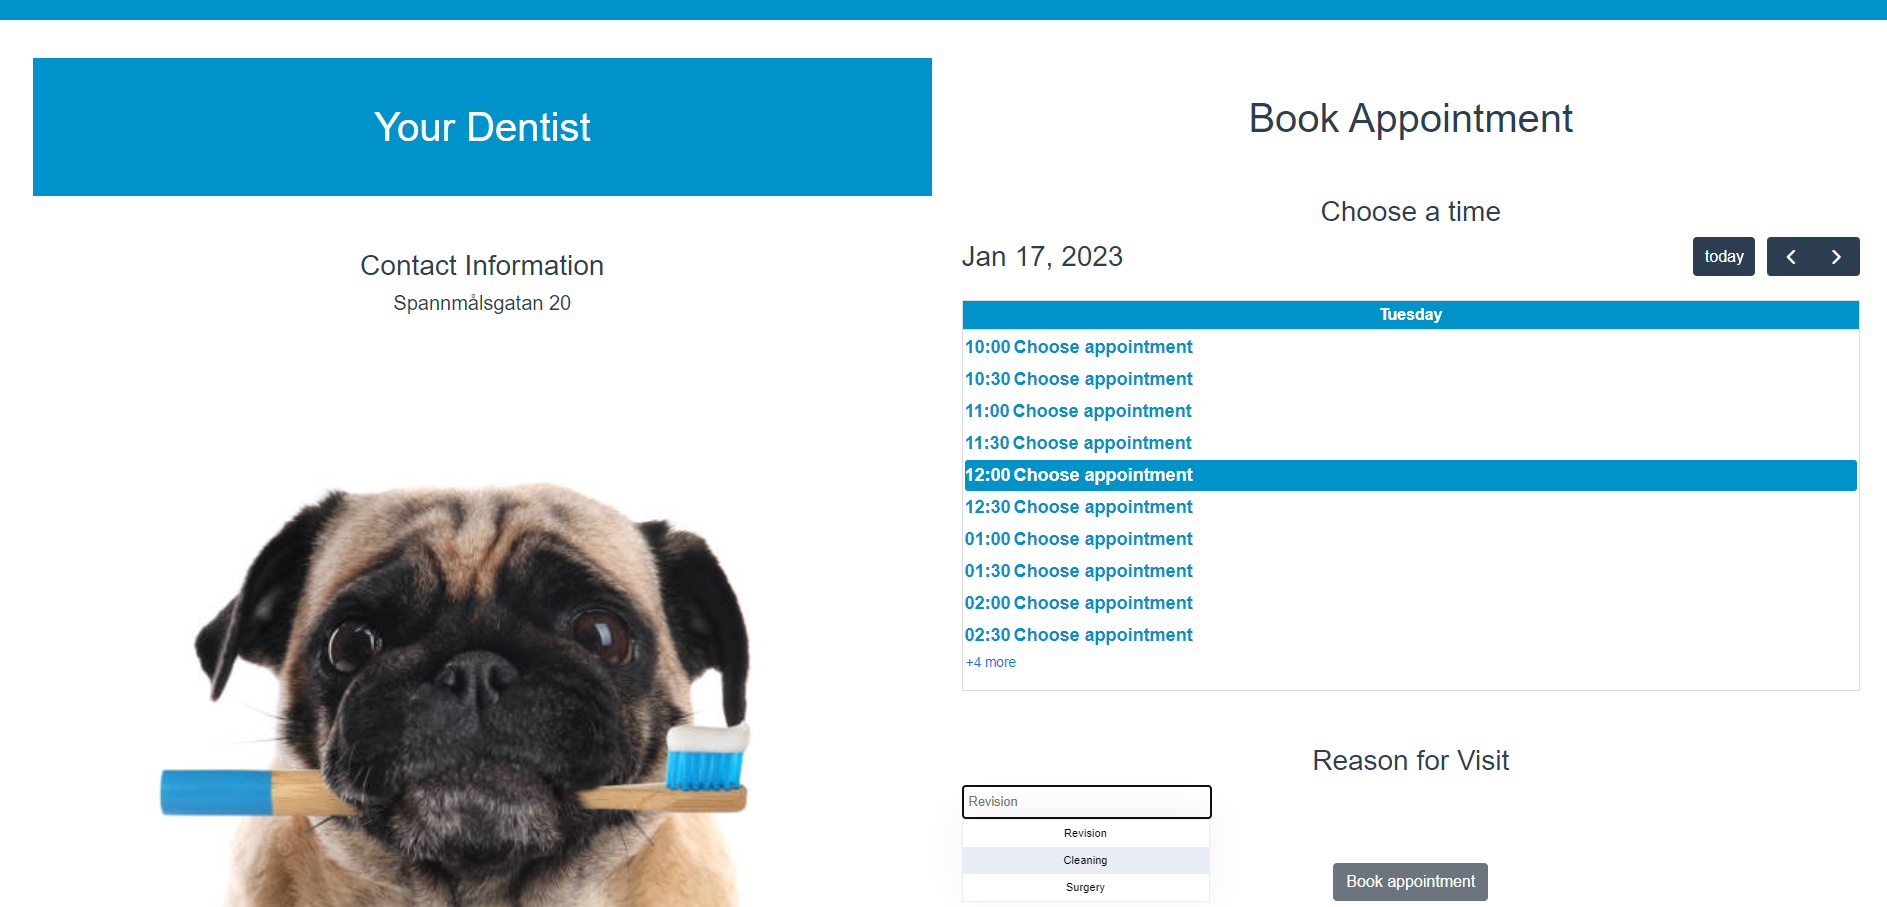 Your Dentist
Contact Information
Spannmålsgatan 20
Book Appointment
Choose a time
Jan 17, 2023
today
Tuesday
10:00 Choose appointment
10:30 Choose appointment
11:00 Choose appointment
11:30 Choose appointment
12:00 Choose appointment
12:30 Choose appointment
01:00 Choose appointment
01:30 Choose appointment
02:00 Choose appointment
02:30 Choose appointment
+4 more
Reason for Visit
Revision
Revision
Cleaning
Surgery
Book appointment